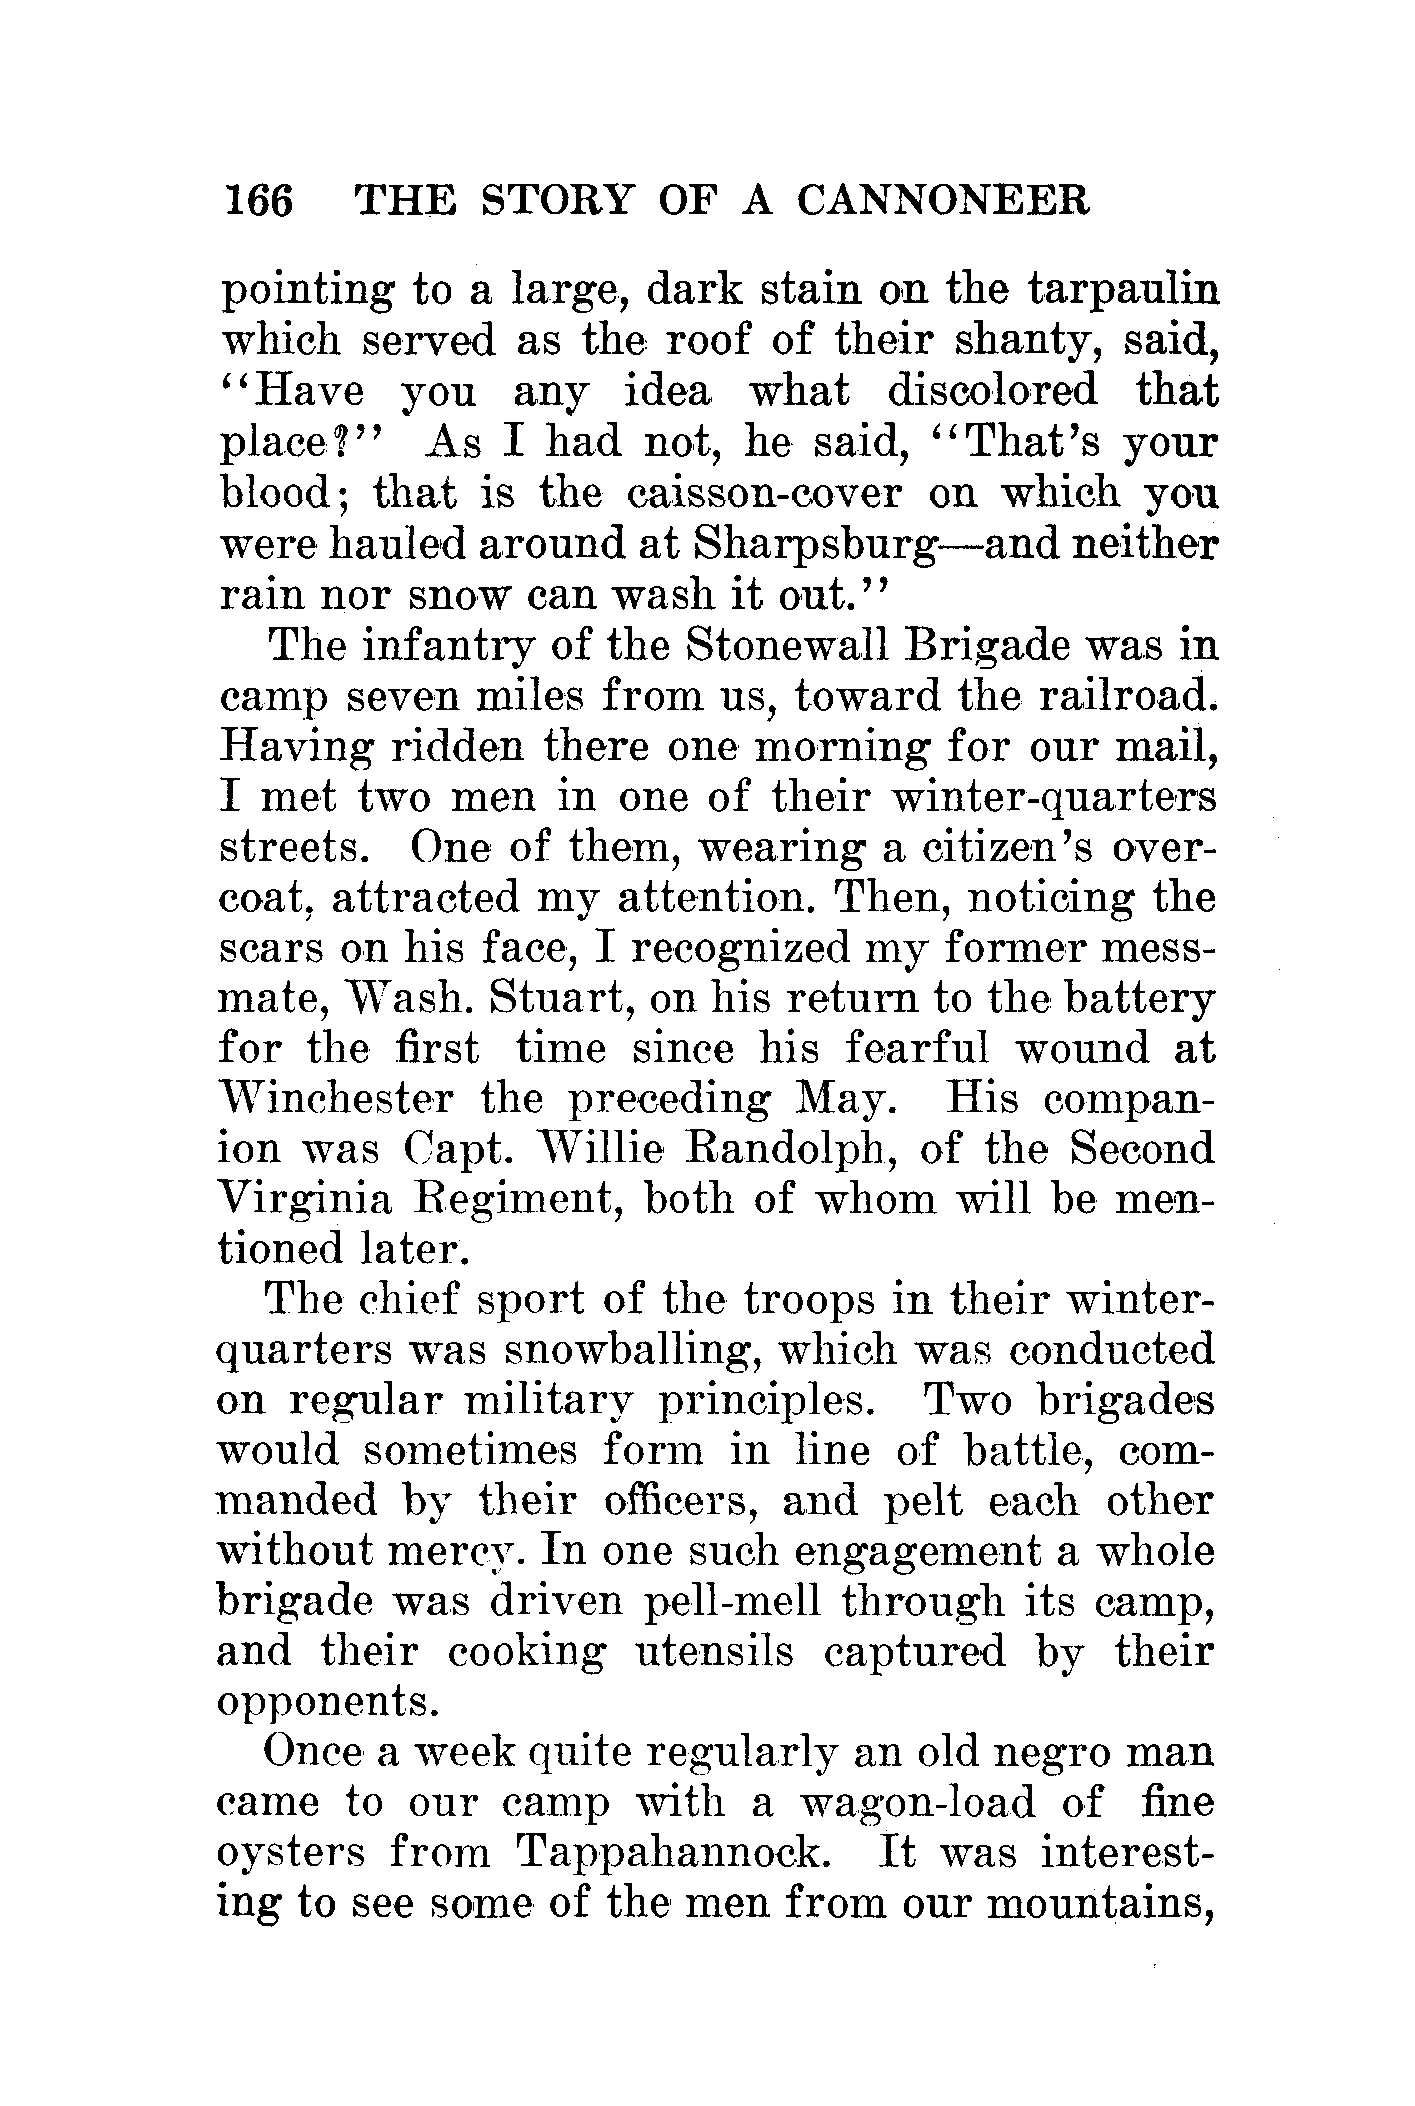 166 THE STORY OF A CANNONEER
pointing to a large, dark stain on the tarpaulin
which served as the roof of their shanty, said,
“Have you any idea what discolored that
place?” As I had not, he said, “That’s your
blood; that is the caisson-cover on which you
were hauled around at Sharpsburg—and neither
rain nor snow can wash it out.”
The infantry of the Stonewall Brigade was in
camp seven miles from us, toward the railroad.
Having ridden there one morning for our mail,
I met two men in one of their winter-quarters
streets. One of them, wearing a citizen’s over-
coat, attracted my attention. Then, noticing the
scars on his face, I recognized my former mess-
mate, Wash. Stuart, on his return to the battery
for the first time since his fearful wound at
Winchester the preceding May. His compan-
ion was Capt. Willie Randolph, of the Second
Virginia Regiment, both of whom will be men-
tioned later.
The chief sport of the troops in their winter-
quarters was snowballing, which was conducted
on regular military principles. Two brigades
would sometimes form in line of battle, com-
manded by their officers, and pelt each other
without mercy. In one such engagement a whole
brigade was driven pell-mell through its camp,
and their cooking utensils captured by their
opponents.
Once a week quite regularly an old negro man
came to our camp with a wagon-load of fine
oysters from Tappahannock. It was interest-
ing to see some of the men from our mountains,